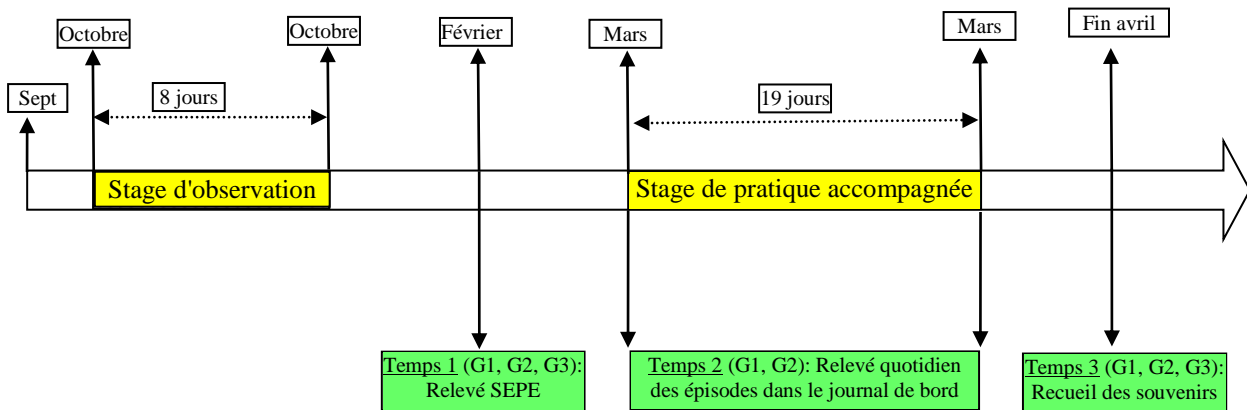 Octobre
Octobre
Février
Mars
Mars
Fin avril
Sept
8 jours
19 jours
Stage d'observation
Stage de pratique accompagnée
Temps 1 (G1, G2, G3):
Relevé SEPE
Temps 2 (G1, G2): Relevé quotidien
des épisodes dans le journal de bord
Temps 3 (G1, G2, G3):
Recueil des souvenirs